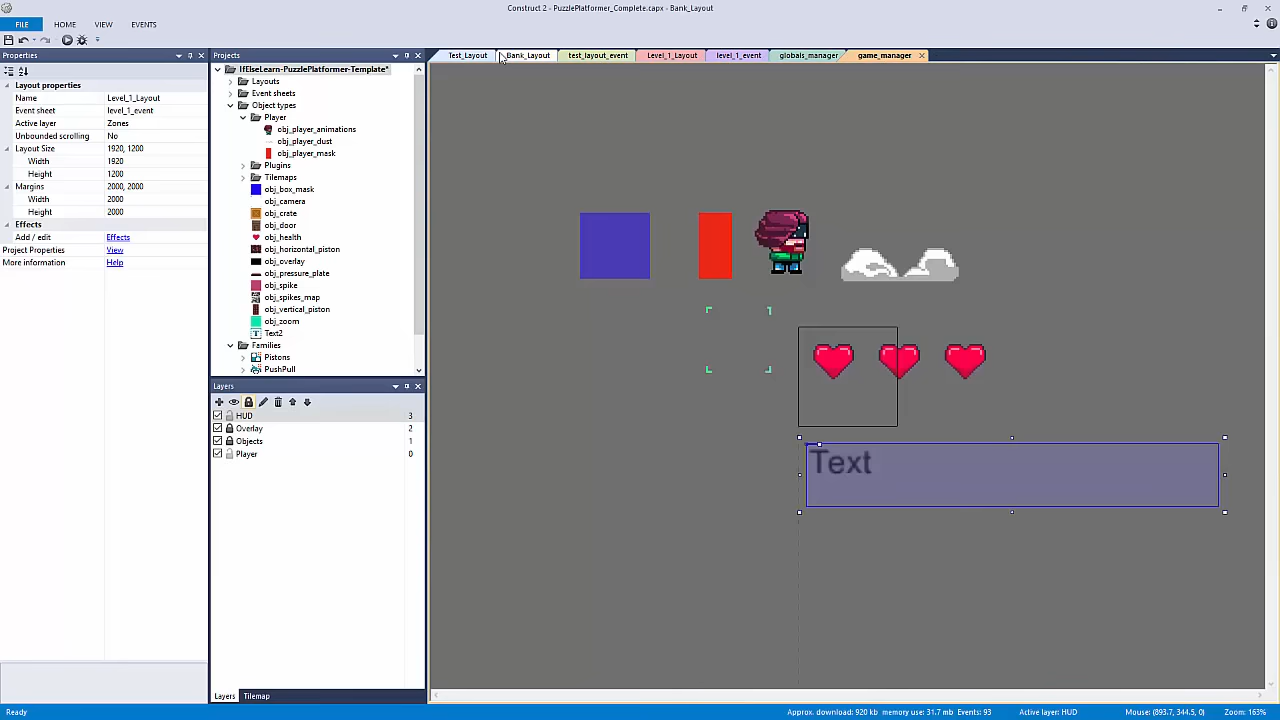 Construct 2 - PuzzlePlatformer_Complete.capx - Bank_Layout
FILE
HOME
VIEW
EVENTS
Properties
Layout properties
Name Level_1_Layout
Event sheet level_1_event
Active layer Zones
Unbounded scrolling No
Layout Size 1920, 1200
Width 1920
Height 1200
Margins 2000, 2000
Width 2000
Height 2000
Effects
Add / edit Effects
Project Properties View
More information Help
Projects
IfElseLearn-PuzzlePlatformer-Template*
Layouts
Event sheets
Object types
Player
obj_player_animations
obj_player_dust
obj_player_mask
Plugins
Tilemaps
obj_box_mask
obj_camera
obj_crate
obj_door
obj_health
obj_horizontal_piston
obj_overlay
obj_pressure_plate
obj_spike
obj_spikes_map
obj_vertical_piston
obj_zoom
Text2
Families
Pistons
PushPull
Layers
HUD 3
Overlay 2
Objects 1
Player 0
Layers
Tilemap
Test_Layout
Bank_Layout
test_layout_event
Level_1_Layout
level_1_event
globals_manager
game_manager
Text
Ready
Approx. download: 920 kb
memory use: 31.7 mb
Events: 93
Active layer: HUD
Mouse: (893.7, 344.5, 0)
Zoom: 163%